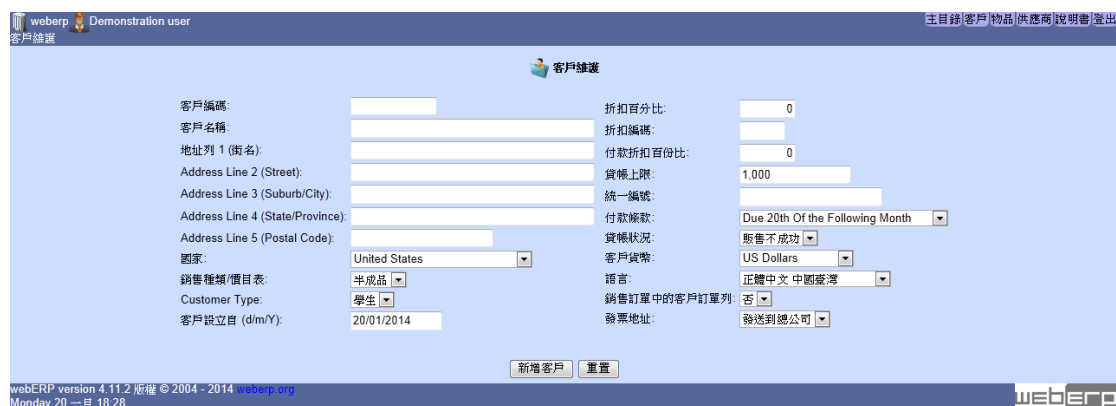 weberp Demonstration user
主目錄 客戶 物品 供應商 說明書 登出
客戶維護
客戶維護
客戶編碼:
客戶名稱:
地址列 1 (街名):
Address Line 2 (Street):
Address Line 3 (Suburb/City):
Address Line 4 (State/Province):
Address Line 5 (Postal Code):
國家: United States
銷售種類/價目表: 半成品
Customer Type: 學生
客戶設立自 (d/m/Y): 20/01/2014
折扣百分比: 0
折扣編碼:
付款折扣百份比: 0
貸帳上限: 1,000
統一編號:
付款條款: Due 20th Of the Following Month
貸帳狀況: 販售不成功
客戶貨幣: US Dollars
語言: 正體中文 中國臺灣
銷售訂單中的客戶訂單列: 否
發票地址: 發送到總公司
新增客戶 重置
webERP version 4.11.2 版權 © 2004 - 2014 weberp.org
Monday 20 一月 18:28
weberp